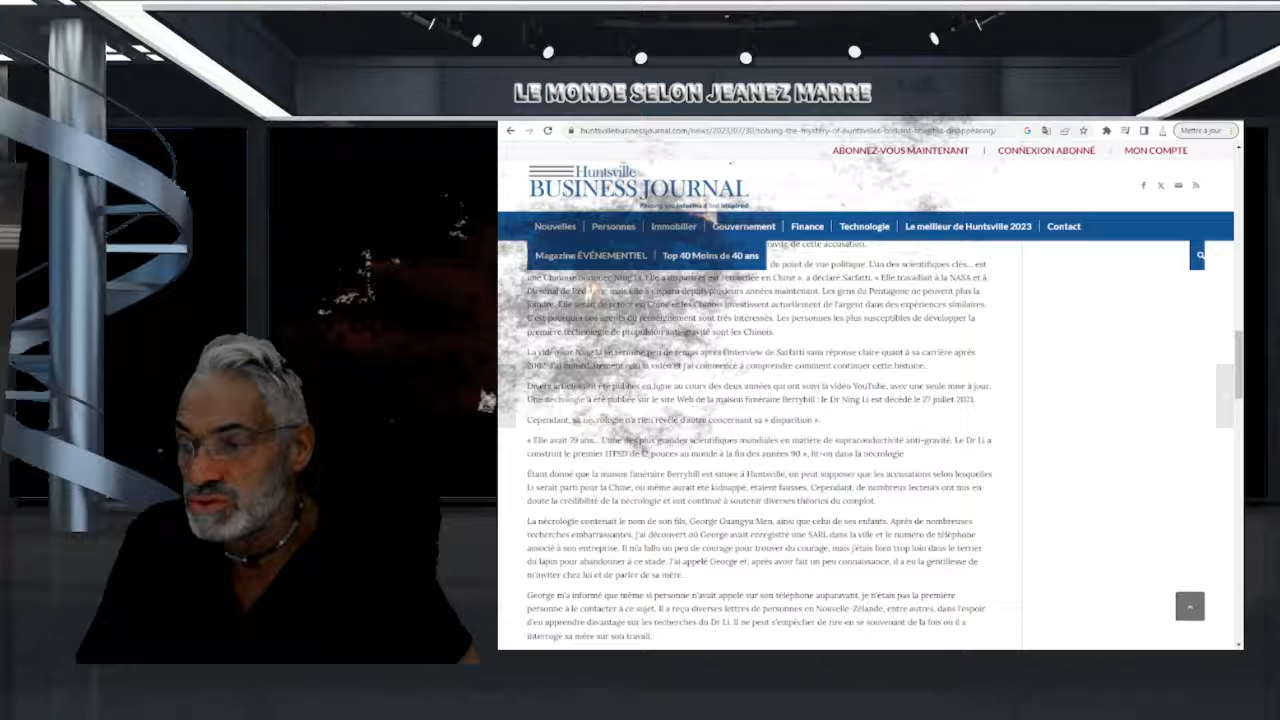 LE MONDE SELON JEANEZ MARRE
huntsvillebusinessjournal.com/news/2023/07/30/solving-the-mystery-of-huntsvilles-brilliant-scientist-disappearing/
Mettre à jour
ABONNEZ-VOUS MAINTENANT | CONNEXION ABONNÉ | MON COMPTE
Huntsville
BUSINESS JOURNAL
Keeping you informed and inspired
Nouvelles | Personnes | Immobilier | Gouvernement | Finance | Technologie | Le meilleur de Huntsville 2023 | Contact
Magazine ÉVÉNEMENTIEL | Top 40 Moins de 40 ans
de cette accusation.
du point de vue politique. L'un des scientifiques clés... est
une Chinoise nommée Ning Li. Elle a disparu et est retournée en Chine », a déclaré Sarfatti. « Elle travaillait à la NASA et à
l'Arsenal de mais elle a disparu depuis plusieurs années maintenant. Les gens du Pentagone ne peuvent plus la
joindre. Elle serait de retour en Chine et les Chinois investissent actuellement de l'argent dans des expériences similaires.
C'est pourquoi nos agents du renseignement sont très intéressés. Les personnes les plus susceptibles de développer la
première technologie de propulsion anti-gravité sont les Chinois.
La vidéo sur Ning Li se termine peu de temps après l'interview de Sarfatti sans réponse claire quant à sa carrière après
2002. J'ai immédiatement la vidéo et j'ai commencé à comprendre comment continuer cette histoire.
Divers articles ont été publiés en ligne au cours des deux années qui ont suivi la vidéo YouTube, avec une seule mise à jour.
Une nécrologie a été publiée sur le site Web de la maison funéraire Berryhill : le Dr Ning Li est décédé le 27 juillet 2021.
Cependant, sa nécrologie n'a rien révélé d'autre concernant sa « disparition ».
« Elle avait 79 ans... L'une des plus grandes scientifiques mondiales en matière de supraconductivité anti-gravité. Le Dr Li a
construit le premier HTSD de 12 pouces au monde à la fin des années 90 », lit-on dans la nécrologie
Étant donné que la maison funéraire Berryhill est située à Huntsville, on peut supposer que les accusations selon lesquelles
Li serait parti pour la Chine, ou même aurait été kidnappé, étaient fausses. Cependant, de nombreux lecteurs ont mis en
doute la crédibilité de la nécrologie et ont continué à soutenir diverses théories du complot.
La nécrologie contenait le nom de son fils, George Guangyu Men, ainsi que celui de ses enfants. Après de nombreuses
recherches embarrassantes, j'ai découvert où George avait enregistré une SARL dans la ville et le numéro de téléphone
associé à son entreprise. Il m'a fallu un peu de courage pour trouver du courage, mais j'étais bien trop loin dans le terrier
du lapin pour abandonner à ce stade. J'ai appelé George et, après avoir fait un peu connaissance, il a eu la gentillesse de
m'inviter chez lui et de parler de sa mère.
George m'a informé que même si personne n'avait appelé sur son téléphone auparavant, je n'étais pas la première
personne à le contacter à ce sujet. Il a reçu diverses lettres de personnes en Nouvelle-Zélande, entre autres, dans l'espoir
d'en apprendre davantage sur les recherches du Dr Li. Il ne peut s'empêcher de rire en se souvenant de la fois où il a
interrogé sa mère sur son travail.